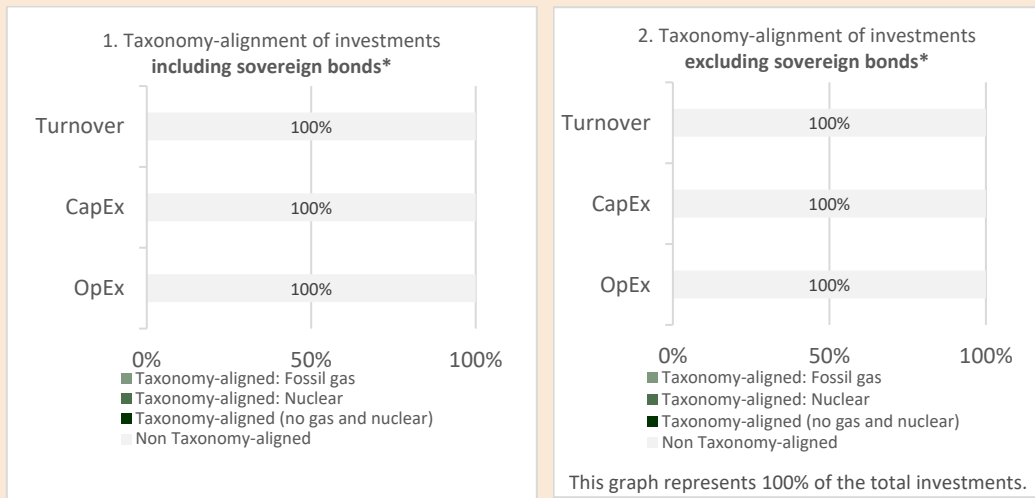 1. Taxonomy-alignment of investments
including sovereign bonds*
Turnover
100%
CapEx
100%
OpEx
100%
0%
50%
100%
Taxonomy-aligned: Fossil gas
Taxonomy-aligned: Nuclear
Taxonomy-aligned (no gas and nuclear)
Non Taxonomy-aligned
2. Taxonomy-alignment of investments
excluding sovereign bonds*
Turnover
100%
CapEx
100%
OpEx
100%
0%
50%
100%
Taxonomy-aligned: Fossil gas
Taxonomy-aligned: Nuclear
Taxonomy-aligned (no gas and nuclear)
Non Taxonomy-aligned
This graph represents 100% of the total investments.